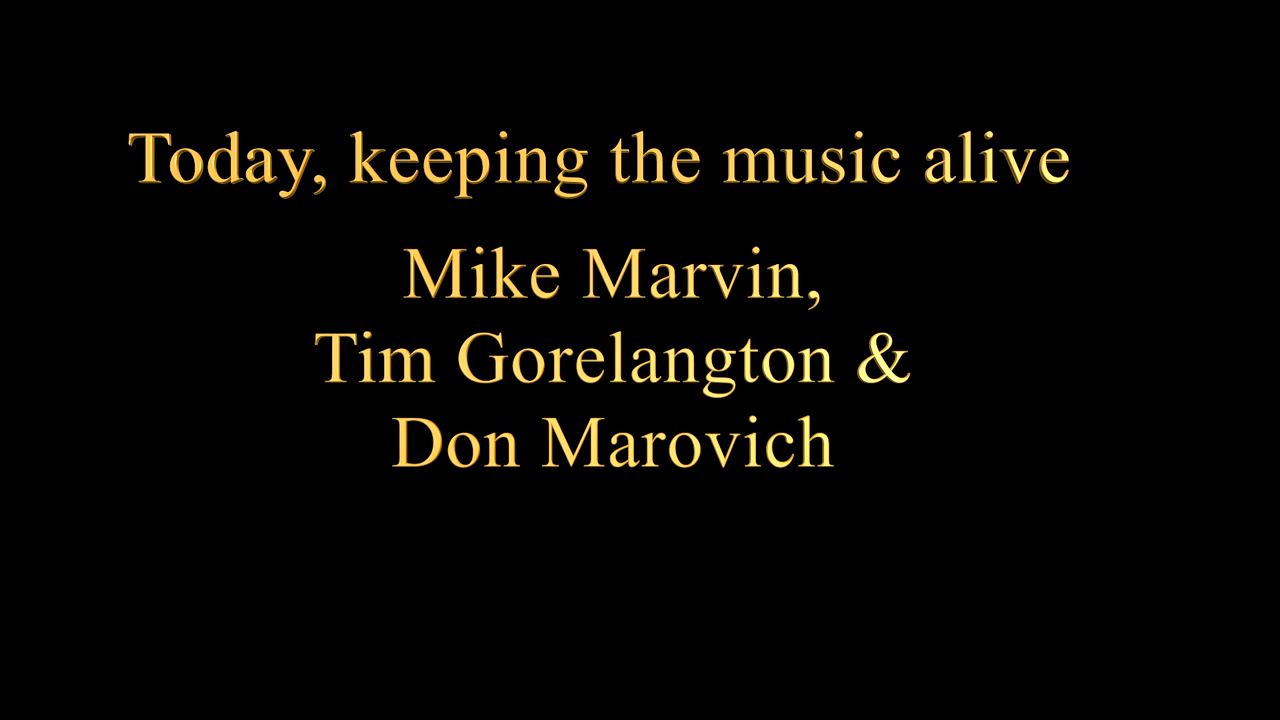 Today, keeping the music alive
Mike Marvin,
Tim Gorelangton &
Don Marovich